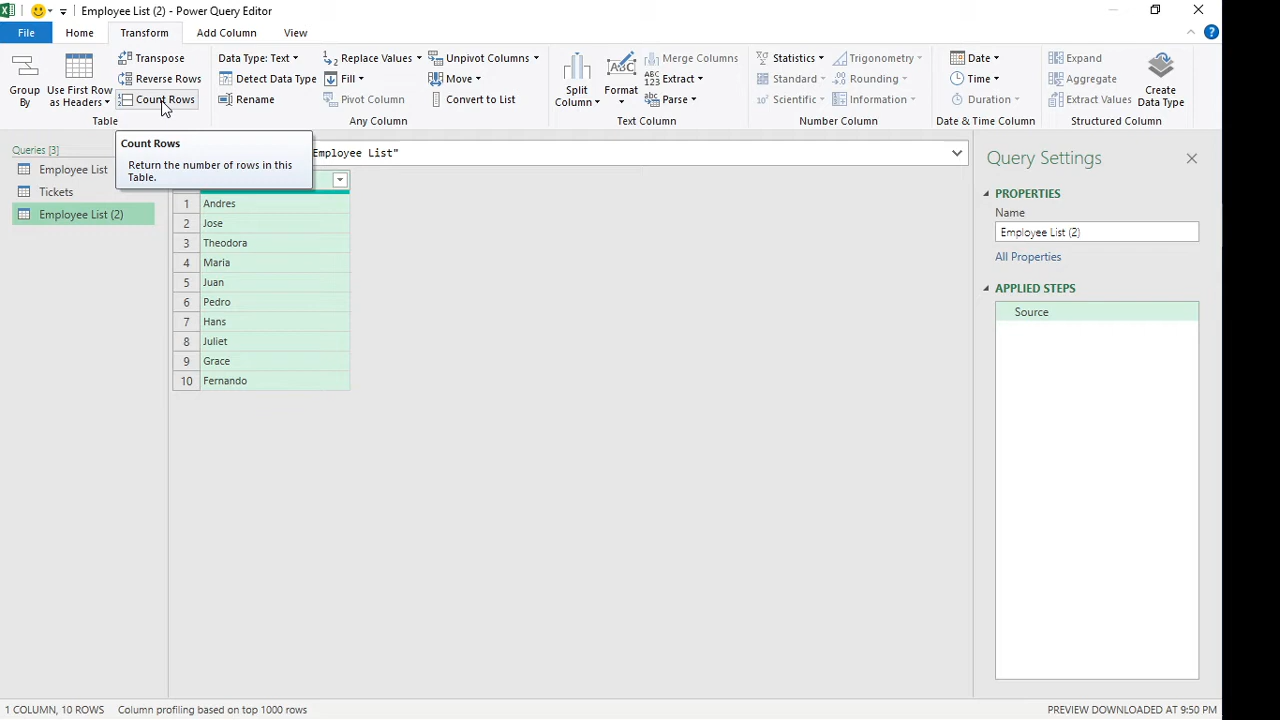 Employee List (2) - Power Query Editor
File Home Transform Add Column View
Group By
Use First Row as Headers
Transpose
Reverse Rows
Count Rows
Table
Data Type: Text
Detect Data Type
Rename
Replace Values
Fill
Pivot Column
Unpivot Columns
Move
Convert to List
Any Column
Split Column
Format
Merge Columns
Extract
Parse
Text Column
Statistics
Standard
Scientific
Trigonometry
Rounding
Information
Number Column
Date
Time
Duration
Date & Time Column
Expand
Aggregate
Extract Values
Create Data Type
Structured Column
Queries [3]
Employee List
Tickets
Employee List (2)
Count Rows
Return the number of rows in this
Table.
Employee List"
1 Andres
2 Jose
3 Theodora
4 Maria
5 Juan
6 Pedro
7 Hans
8 Juliet
9 Grace
10 Fernando
Query Settings
PROPERTIES
Name
Employee List (2)
All Properties
APPLIED STEPS
Source
1 COLUMN, 10 ROWS
Column profiling based on top 1000 rows
PREVIEW DOWNLOADED AT 9:50 PM